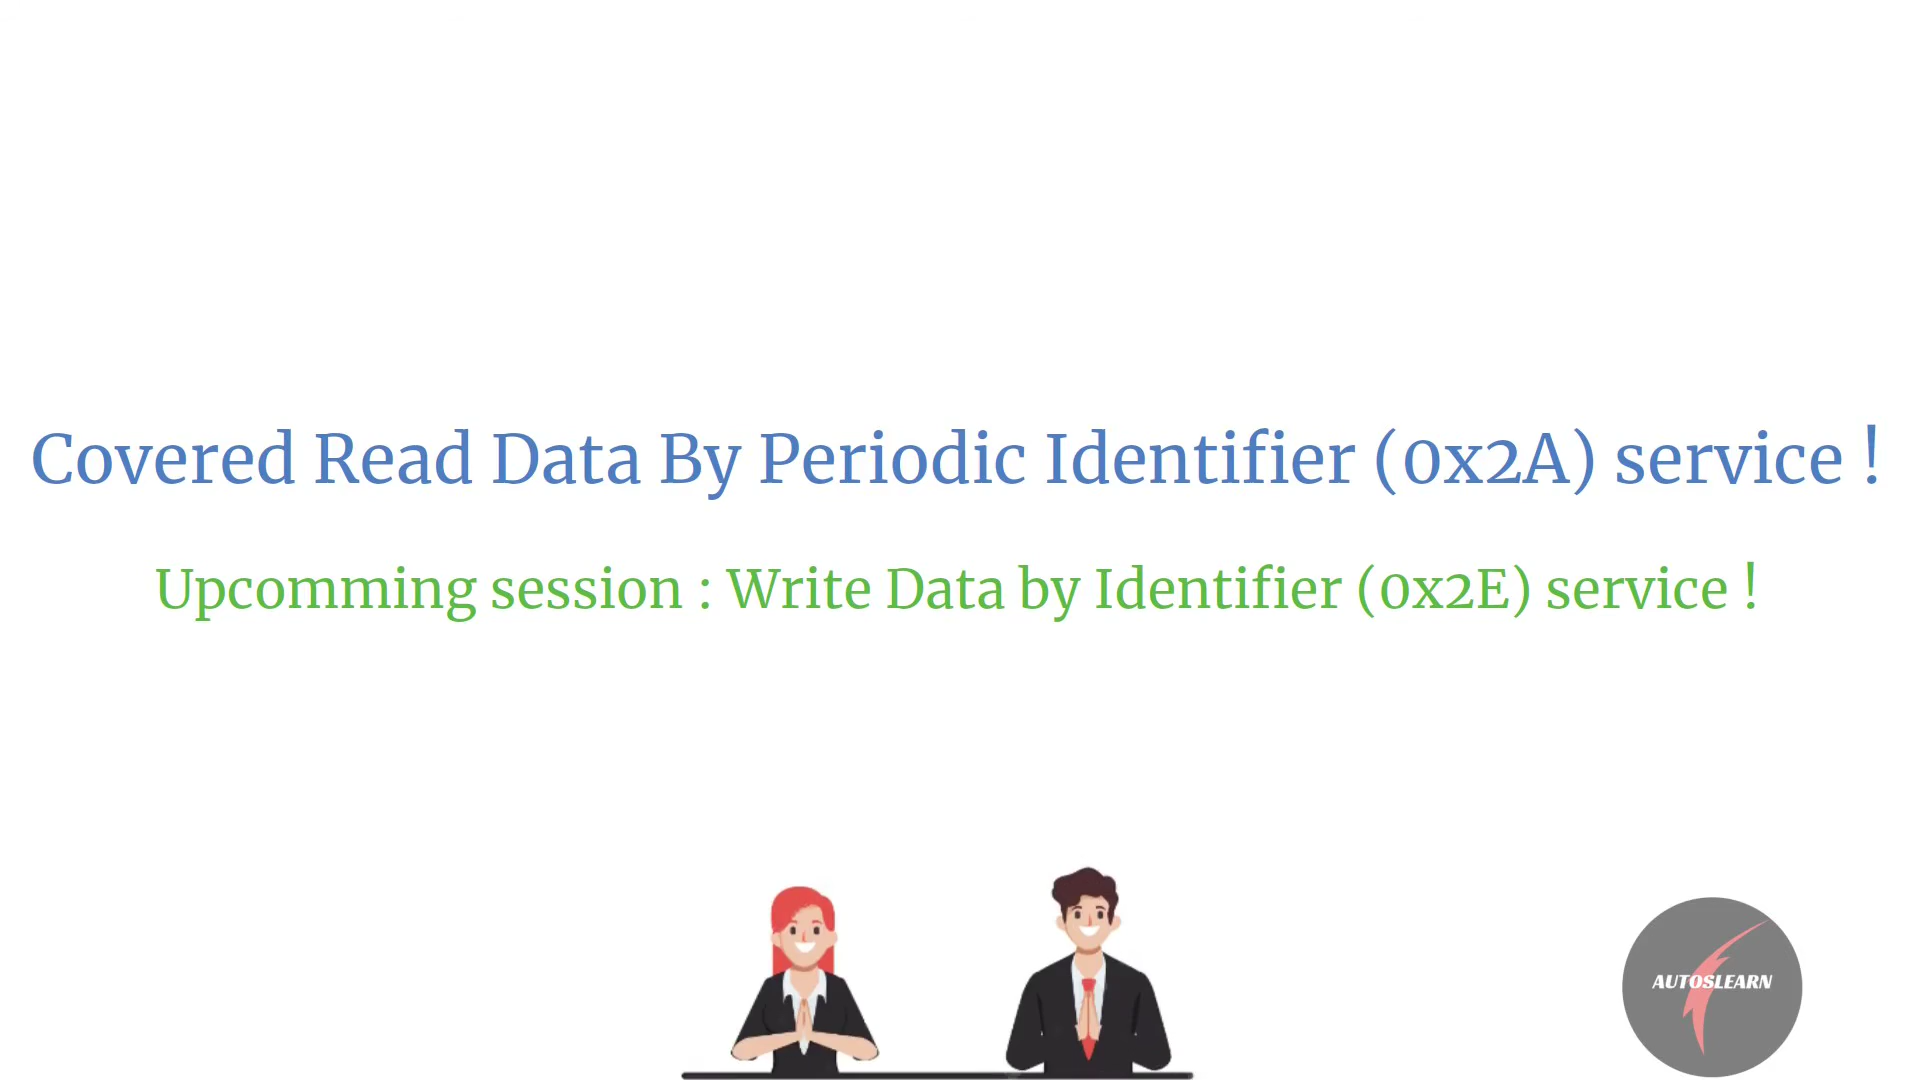 Covered Read Data By Periodic Identifier (0x2A) service !
Upcomming session : Write Data by Identifier (0x2E) service !
AUTOSLEARN